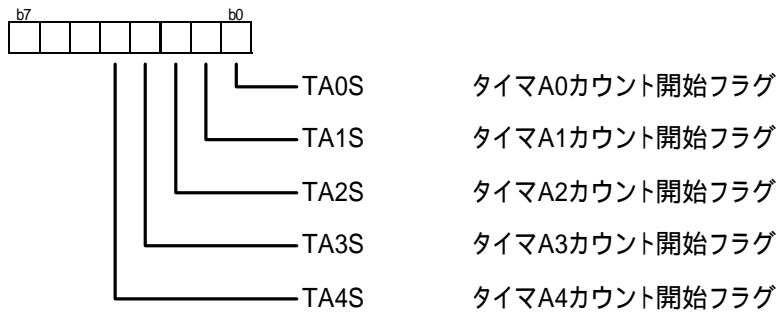 b7 b0
TA0S タイマA0カウント開始フラグ
TA1S タイマA1カウント開始フラグ
TA2S タイマA2カウント開始フラグ
TA3S タイマA3カウント開始フラグ
TA4S タイマA4カウント開始フラグ